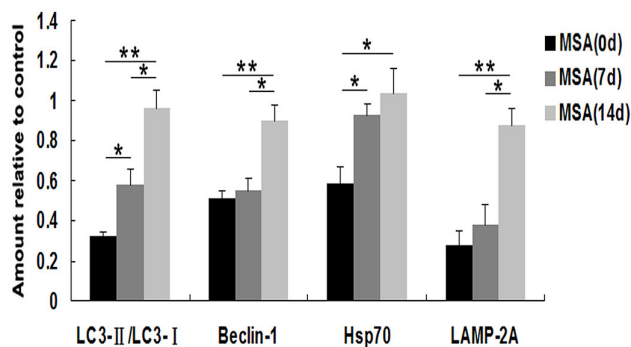 Amount relative to control
1.4
1.2
1
0.8
0.6
0.4
0.2
0
**
*
*
**
*
*
*
**
*
MSA(0d)
MSA(7d)
MSA(14d)
LC3-Ⅱ/LC3-Ⅰ
Beclin-1
Hsp70
LAMP-2A